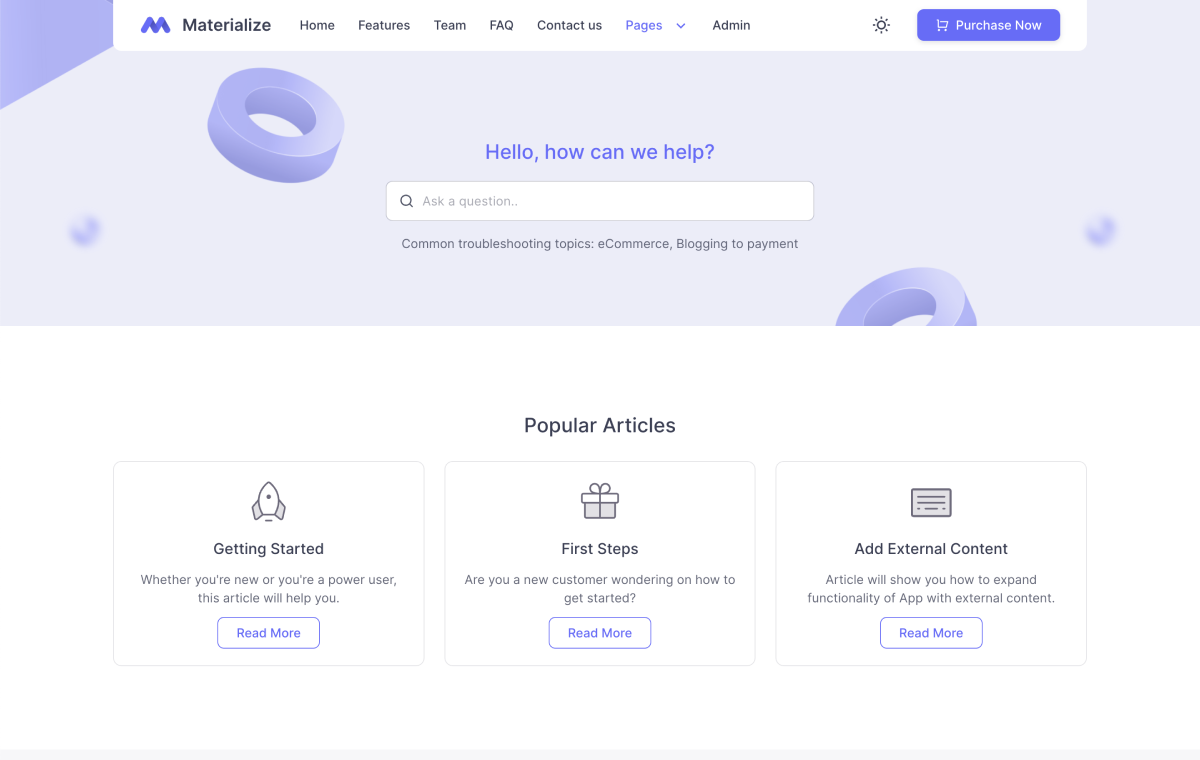 Materialize Home Features Team FAQ Contact us Pages Admin Purchase Now
Hello, how can we help?
Ask a question..
Common troubleshooting topics: eCommerce, Blogging to payment
Popular Articles
Getting Started
Whether you're new or you're a power user,
this article will help you.
Read More
First Steps
Are you a new customer wondering on how to
get started?
Read More
Add External Content
Article will show you how to expand
functionality of App with external content.
Read More